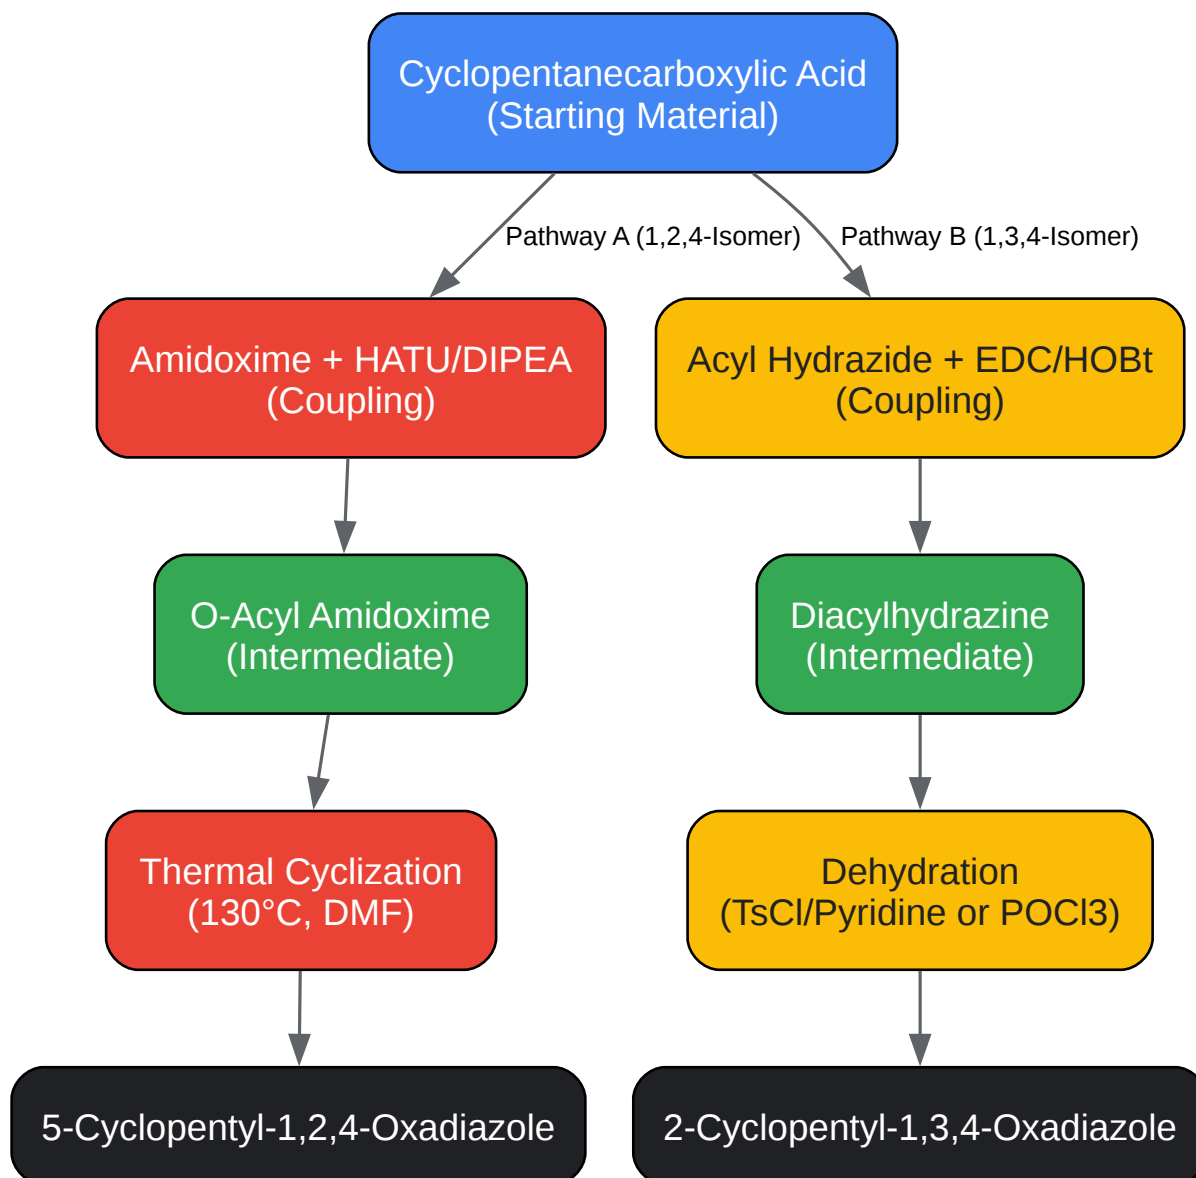 Cyclopentanecarboxylic Acid
(Starting Material)
Pathway A (1,2,4-Isomer)
Pathway B (1,3,4-Isomer)
Amidoxime + HATU/DIPEA
(Coupling)
Acyl Hydrazide + EDC/HOBt
(Coupling)
O-Acyl Amidoxime
(Intermediate)
Diacylhydrazine
(Intermediate)
Thermal Cyclization
(130°C, DMF)
Dehydration
(TsCl/Pyridine or POCl3)
5-Cyclopentyl-1,2,4-Oxadiazole
2-Cyclopentyl-1,3,4-Oxadiazole